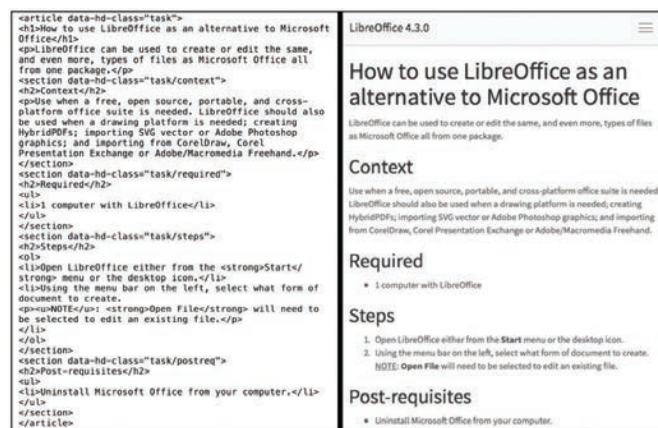 <article data-hd-class="task">
<h1>How to use LibreOffice as an alternative to Microsoft
Office</h1>
<p>LibreOffice can be used to create or edit the same,
and even more, types of files as Microsoft Office all
from one package.</p>
<section data-hd-class="task/context">
<h2>Context</h2>
<p>Use when a free, open source, portable, and cross-
platform office suite is needed. LibreOffice should also
be used when a drawing platform is needed; creating
HybridPDFs; importing SVG vector or Adobe Photoshop
graphics; and importing from CorelDraw, Corel
Presentation Exchange or Adobe/Macromedia Freehand.</p>
</section>
<section data-hd-class="task/required">
<h2>Required</h2>
<ul>
<li>1 computer with LibreOffice</li>
</ul>
</section>
<section data-hd-class="task/steps">
<h2>Steps</h2>
<ol>
<li>Open LibreOffice either from the <strong>Start</
strong> menu or the desktop icon.</li>
<li>Using the menu bar on the left, select what form of
document to create.
<p><u>NOTE</u>: <strong>Open File</strong> will need to
be selected to edit an existing file.</p>
</li>
</ol>
</section>
<section data-hd-class="task/postreq">
<h2>Post-requisites</h2>
<ul>
<li>Uninstall Microsoft Office from your computer.</li>
</ul>
</section>
</article>
LibreOffice 4.3.0
How to use LibreOffice as an
alternative to Microsoft Office
LibreOffice can be used to create or edit the same, and even more, types of files
as Microsoft Office all from one package.
Context
Use when a free, open source, portable, and cross-platform office suite is needed
LibreOffice should also be used when a drawing platform is needed; creating
HybridPDFs; importing SVG vector or Adobe Photoshop graphics; and importing
from CorelDraw, Corel Presentation Exchange or Adobe/Macromedia Freehand.
Required
• 1 computer with LibreOffice
Steps
1. Open LibreOffice either from the Start menu or the desktop icon.
2. Using the menu bar on the left, select what form of document to create.
NOTE: Open File will need to be selected to edit an existing file.
Post-requisites
• Uninstall Microsoft Office from your computer.